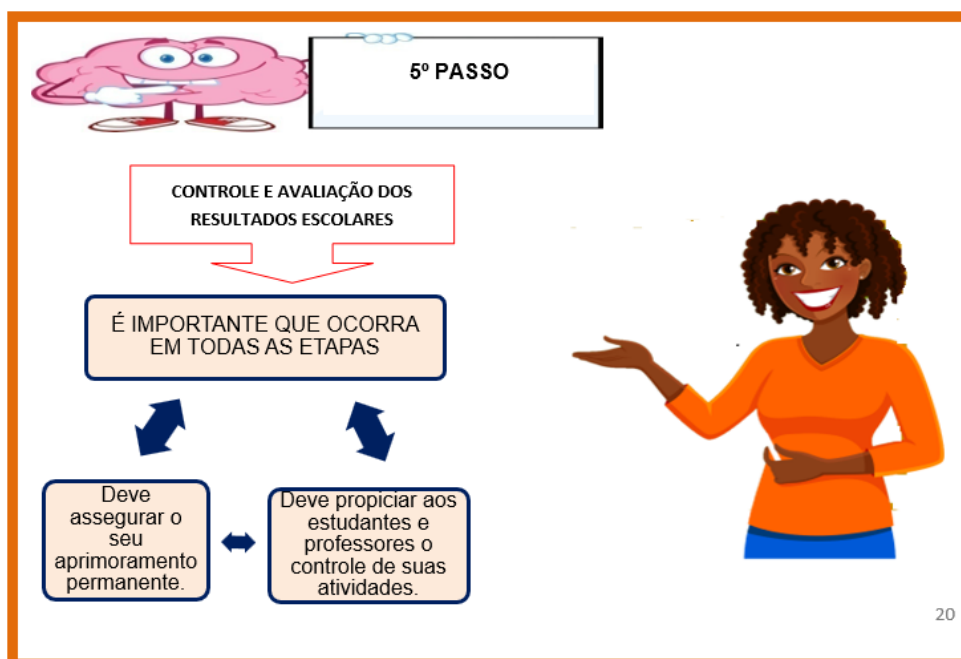 5º PASSO
CONTROLE E AVALIAÇÃO DOS
RESULTADOS ESCOLARES
É IMPORTANTE QUE OCORRA
EM TODAS AS ETAPAS
Deve
assegurar o
seu
aprimoramento
permanente.
Deve propiciar aos
estudantes e
professores o
controle de suas
atividades.
20